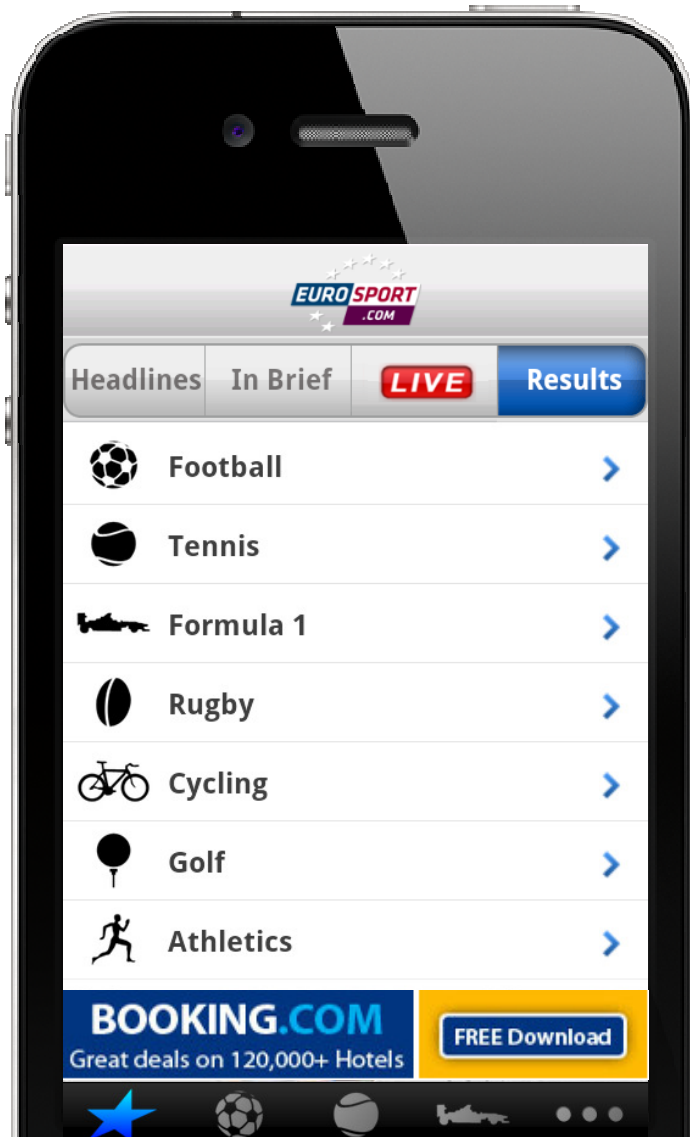 EUROSPORT
.COM
Headlines In Brief LIVE Results
Football
Tennis
Formula 1
Rugby
Cycling
Golf
Athletics
BOOKING.COM
Great deals on 120,000+ Hotels
FREE Download